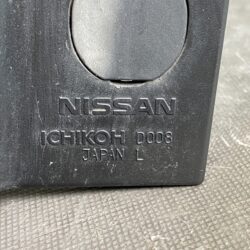 NISSAN
ICHIKOH D008
JAPAN L